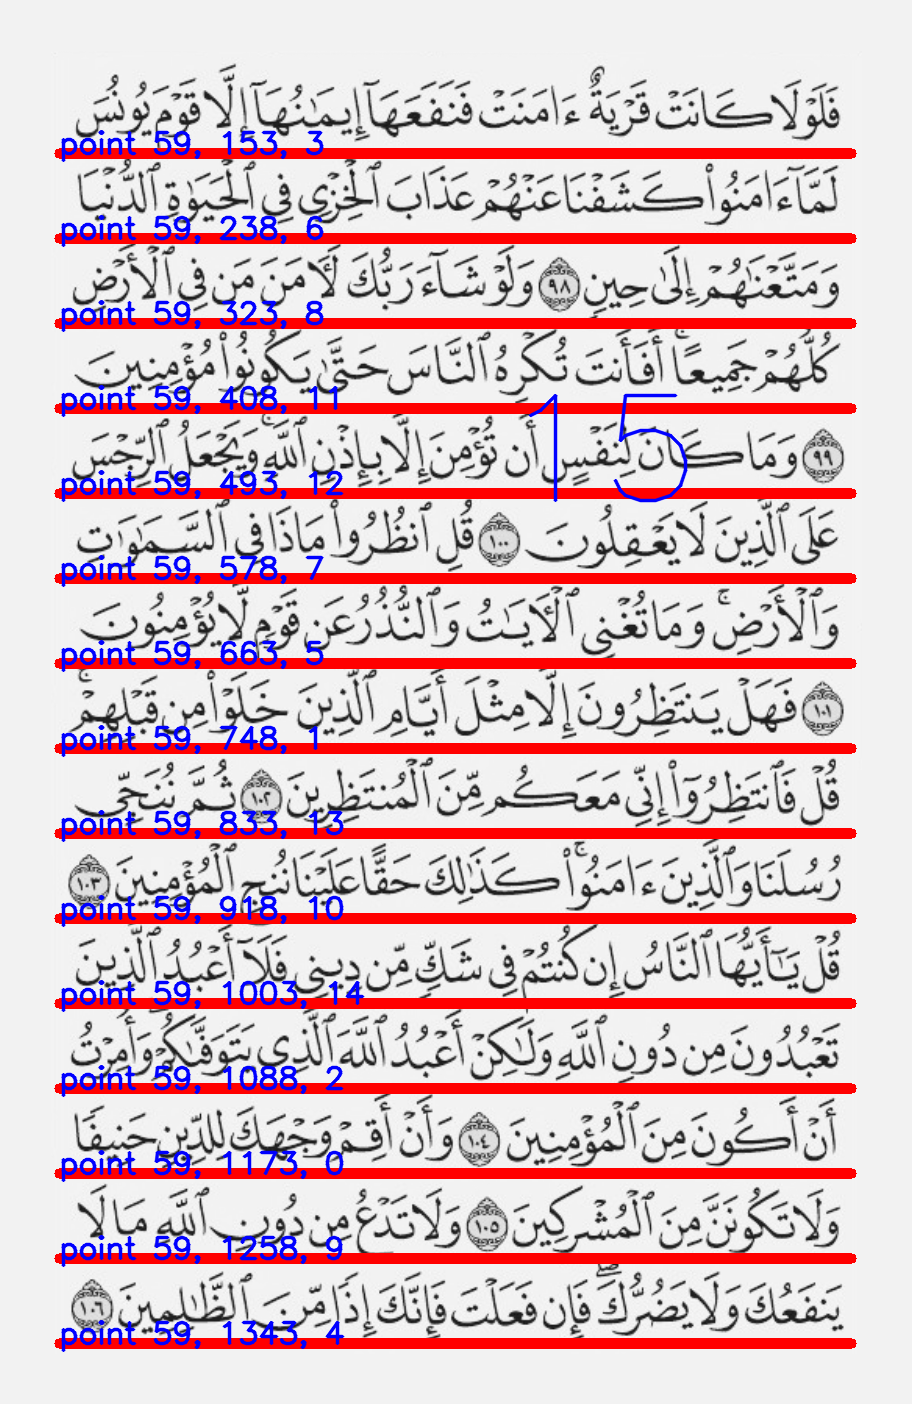 فَلَوْلَا كَانَتْ قَرْيَةٌ ءَامَنَتْ فَنَفَعَهَآ إِيمَـٰنُهَآ إِلَّا قَوْمَ يُونُسَ
point 59, 153, 3
لَمَّآ ءَامَنُوا۟ كَشَفْنَا عَنْهُمْ عَذَابَ ٱلْخِزْىِ فِى ٱلْحَيَوٰةِ ٱلدُّنْيَا
point 59, 238, 6
وَمَتَّعْنَـٰهُمْ إِلَىٰ حِينٍ ٩٨ وَلَوْ شَآءَ رَبُّكَ لَـَٔامَنَ مَن فِى ٱلْأَرْضِ
point 59, 323, 8
كُلُّهُمْ جَمِيعًا ۚ أَفَأَنتَ تُكْرِهُ ٱلنَّاسَ حَتَّىٰ يَكُونُوا۟ مُؤْمِنِينَ
point 59, 408, 11
15
٩٩ وَمَا كَانَ لِنَفْسٍ أَن تُؤْمِنَ إِلَّا بِإِذْنِ ٱللَّهِ ۚ وَيَجْعَلُ ٱلرِّجْسَ
point 59, 493, 12
عَلَى ٱلَّذِينَ لَا يَعْقِلُونَ ١٠٠ قُلِ ٱنظُرُوا۟ مَاذَا فِى ٱلسَّمَـٰوَٰتِ
point 59, 578, 7
وَٱلْأَرْضِ ۚ وَمَا تُغْنِى ٱلْـَٔايَـٰتُ وَٱلنُّذُرُ عَن قَوْمٍ لَّا يُؤْمِنُونَ
point 59, 663, 5
١٠١ فَهَلْ يَنتَظِرُونَ إِلَّا مِثْلَ أَيَّامِ ٱلَّذِينَ خَلَوْا۟ مِن قَبْلِهِمْ ۚ
point 59, 748, 1
قُلْ فَٱنتَظِرُوٓا۟ إِنِّى مَعَكُم مِّنَ ٱلْمُنتَظِرِينَ ١٠٢ ثُمَّ نُنَجِّى
point 59, 833, 13
رُسُلَنَا وَٱلَّذِينَ ءَامَنُوا۟ ۚ كَذَٰلِكَ حَقًّا عَلَيْنَا نُنجِ ٱلْمُؤْمِنِينَ ١٠٣
point 59, 918, 10
قُلْ يَـٰٓأَيُّهَا ٱلنَّاسُ إِن كُنتُمْ فِى شَكٍّ مِّن دِينِى فَلَآ أَعْبُدُ ٱلَّذِينَ
point 59, 1003, 14
تَعْبُدُونَ مِن دُونِ ٱللَّهِ وَلَـٰكِنْ أَعْبُدُ ٱللَّهَ ٱلَّذِى يَتَوَفَّىٰكُمْ ۖ وَأُمِرْتُ
point 59, 1088, 2
أَنْ أَكُونَ مِنَ ٱلْمُؤْمِنِينَ ١٠٤ وَأَنْ أَقِمْ وَجْهَكَ لِلدِّينِ حَنِيفًا
point 59, 1173, 0
وَلَا تَكُونَنَّ مِنَ ٱلْمُشْرِكِينَ ١٠٥ وَلَا تَدْعُ مِن دُونِ ٱللَّهِ مَا لَا
point 59, 1258, 9
يَنفَعُكَ وَلَا يَضُرُّكَ ۖ فَإِن فَعَلْتَ فَإِنَّكَ إِذًا مِّنَ ٱلظَّـٰلِمِينَ ١٠٦
point 59, 1343, 4